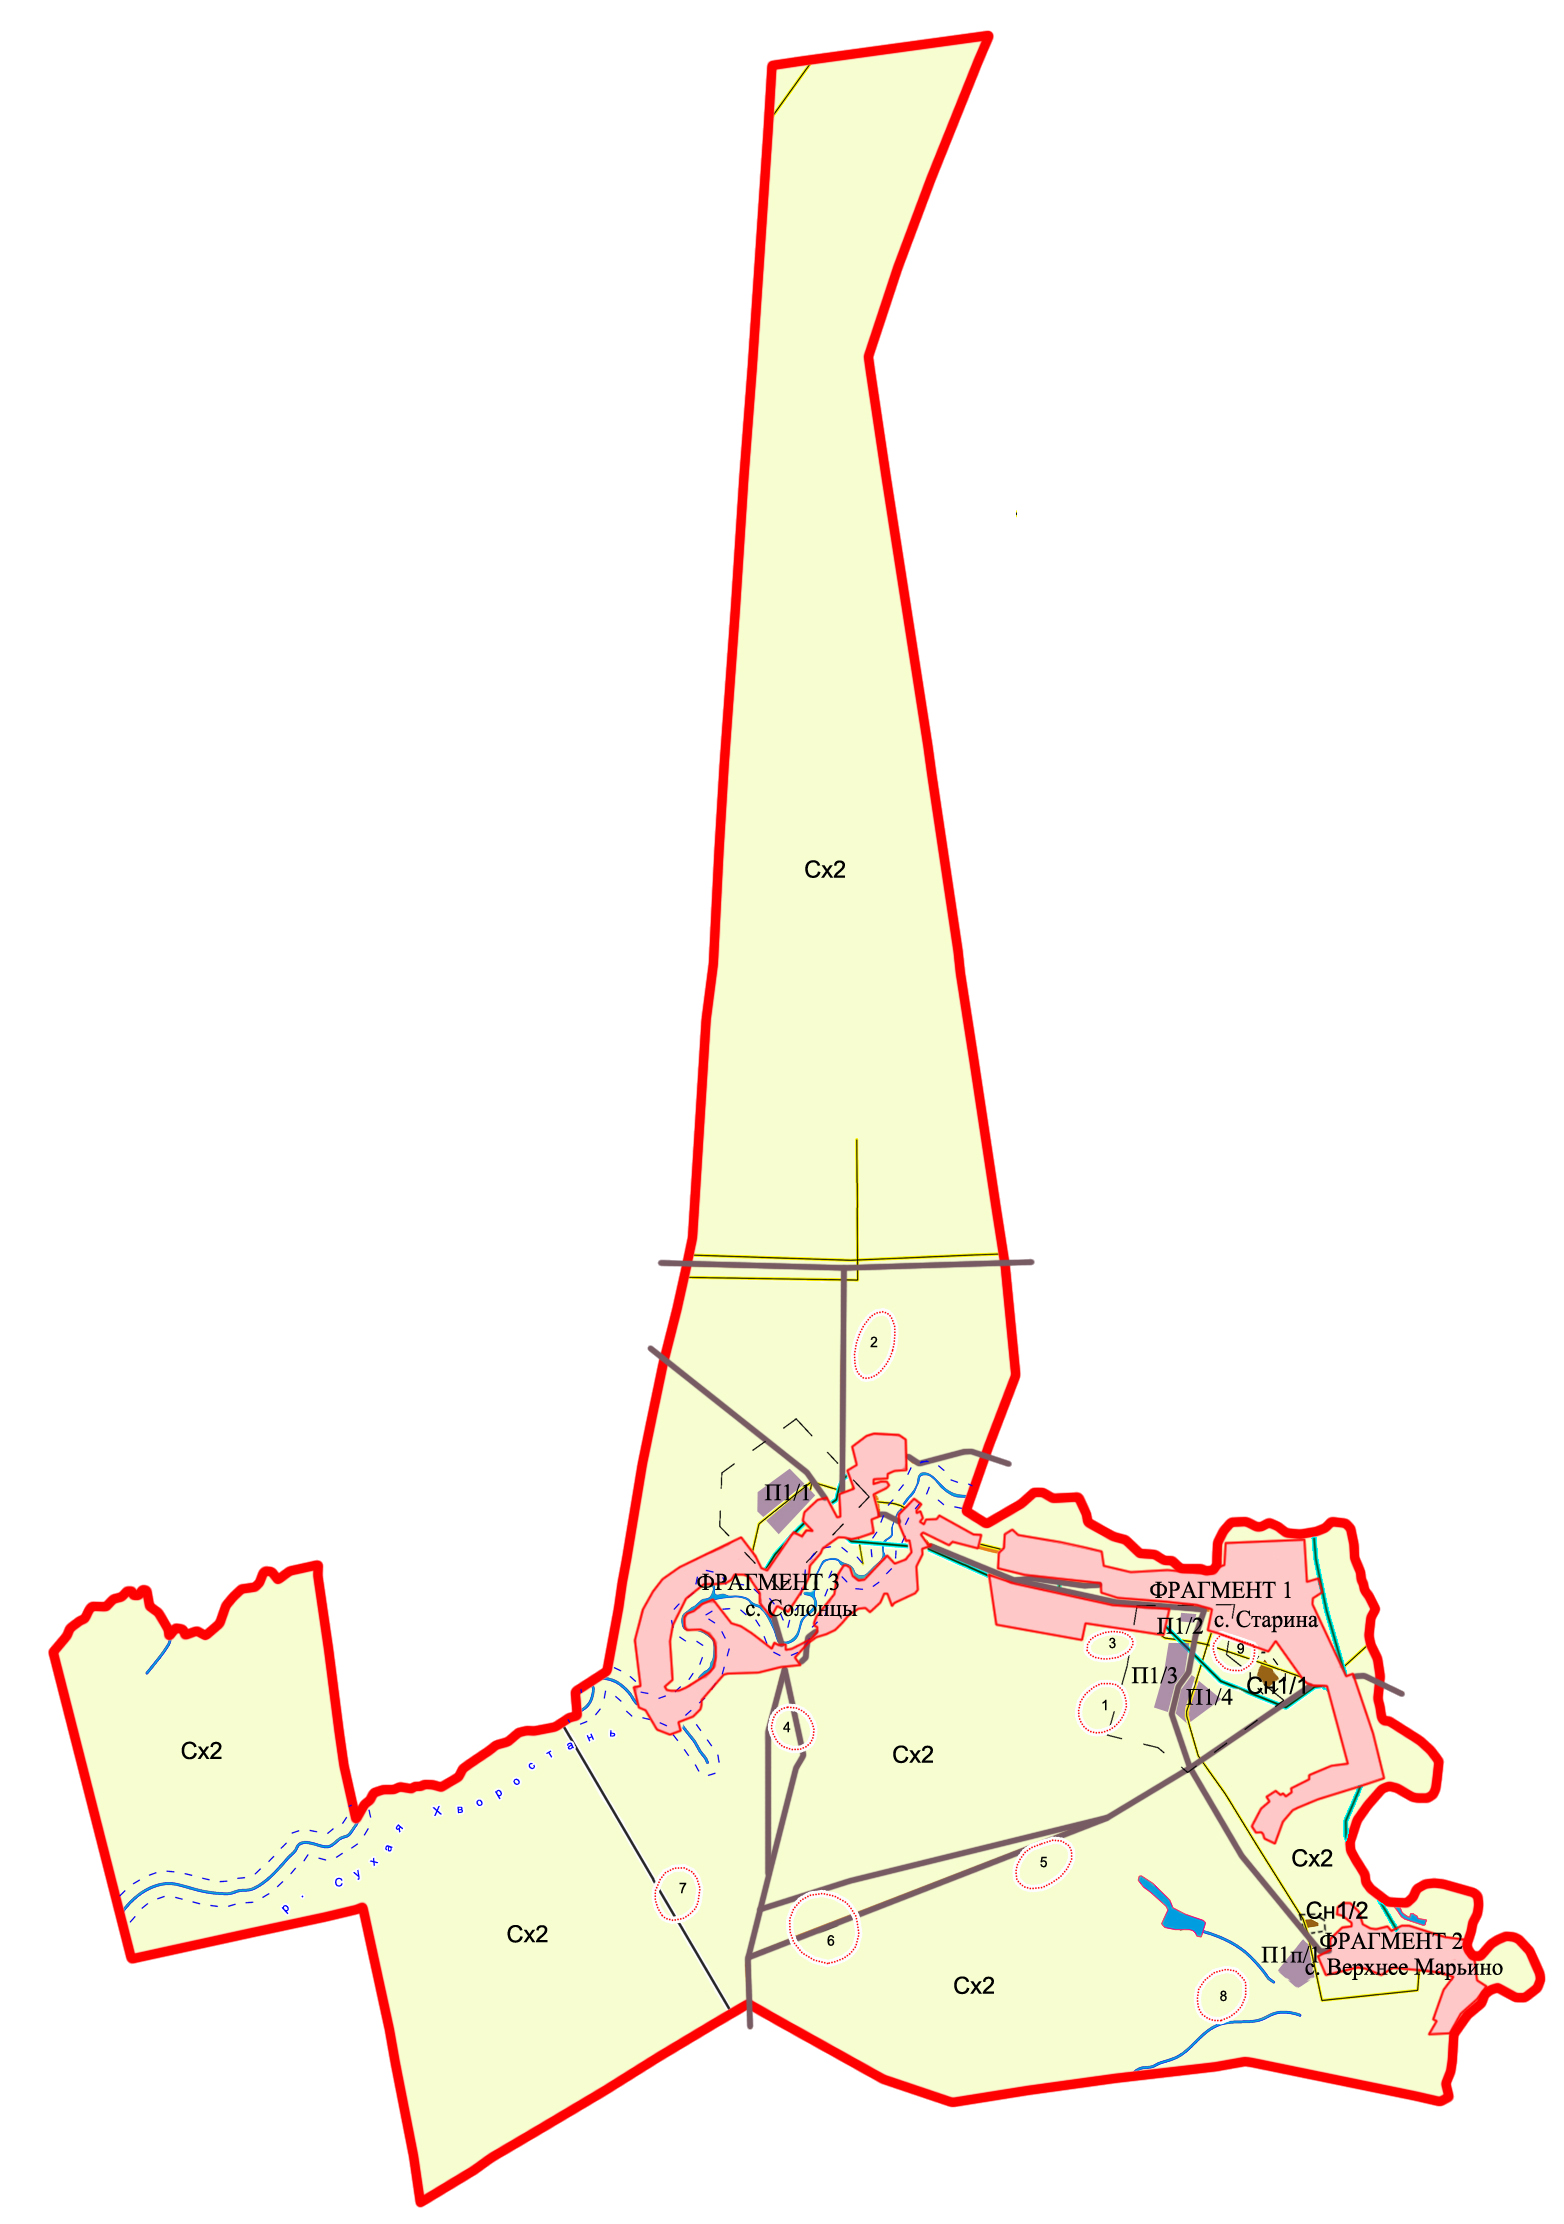 Сх2
2
П1/1
ФРАГМЕНТ 3
с. Солонцы
ФРАГМЕНТ 1
с. Старина
П1/2
3
9
П1/3
Сн1/1
П1/4
1
4
Сх2
Сх2
р. Сухая Хворостань
5
Сх2
7
6
Сх2
Сн1/2
ФРАГМЕНТ 2
П1п/1
с. Верхнее Марьино
Сх2
8